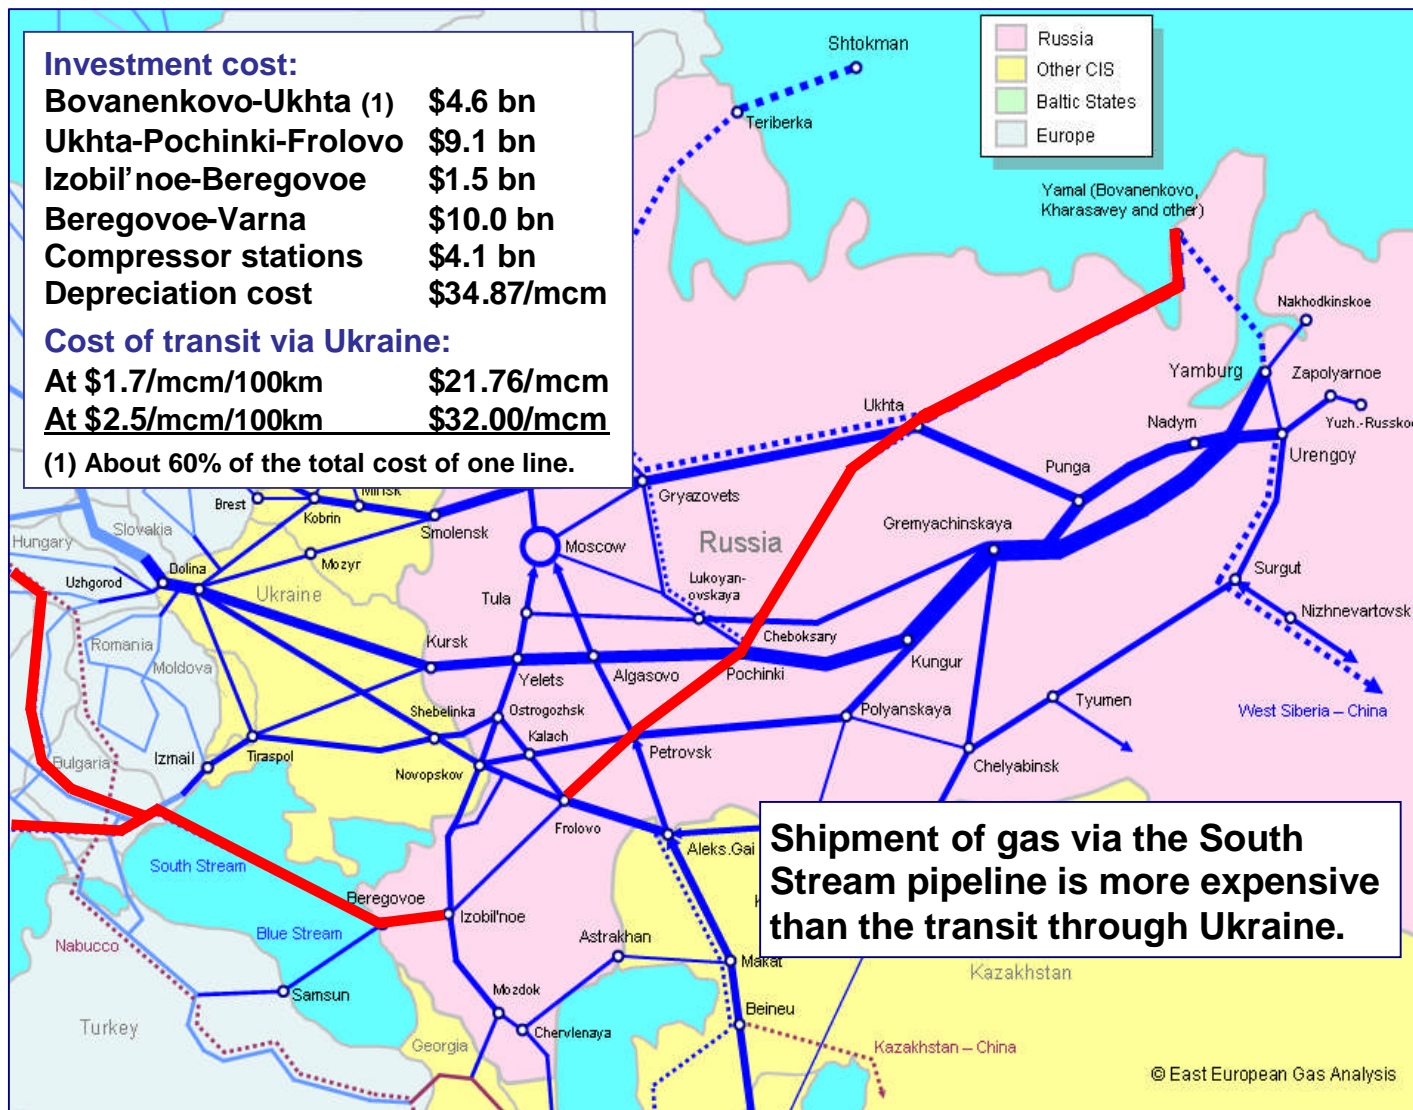 Investment cost:
Bovanenkovo-Ukhta (1) $4.6 bn
Ukhta-Pochinki-Frolovo $9.1 bn
Izobil'noe-Beregovoe $1.5 bn
Beregovoe-Varna $10.0 bn
Compressor stations $4.1 bn
Depreciation cost $34.87/mcm
Cost of transit via Ukraine:
At $1.7/mcm/100km $21.76/mcm
At $2.5/mcm/100km $32.00/mcm
(1) About 60% of the total cost of one line.
Russia
Other CIS
Baltic States
Europe
Shtokman
Teriberka
Yamal (Bovanenkovo,
Kharasavey and other)
Nakhodkinskoe
Yamburg
Zapolyarnoe
Yuzh.-Russkoe
Urengoy
Nadym
Ukhta
Punga
Gryazovets
Gremyachinskaya
Russia
Brest
Kobrin
Minsk
Smolensk
Moscow
Slovakia
Hungary
Dolina
Uzhgorod
Mozyr
Ukraine
Tula
Lukoyan-
ovskaya
Surgut
Nizhnevartovsk
Cheboksary
Romania
Moldova
Kursk
Yelets
Algasovo
Pochinki
Kungur
Shebelinka
Ostrogozhsk
Kalach
Polyanskaya
Tyumen
West Siberia – China
Bulgaria
Izmail
Tiraspol
Novopskov
Petrovsk
Chelyabinsk
Frolovo
Aleks.Gai
Shipment of gas via the South
Stream pipeline is more expensive
than the transit through Ukraine.
South Stream
Beregovoe
Izobil'noe
Blue Stream
Nabucco
Astrakhan
Makat
K
Kazakhstan
Samsun
Mozdok
Beineu
Turkey
Chervlenaya
Georgia
Kazakhstan – China
© East European Gas Analysis